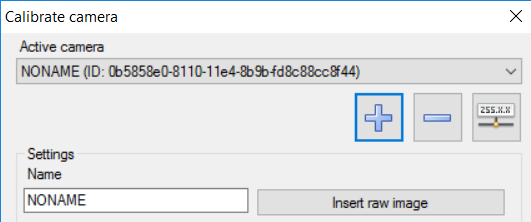 Calibrate camera
Active camera
NONAME (ID: 0b5858e0-8110-11e4-8b9b-fd8c88cc8f44)
255.X.X
Settings
Name
NONAME
Insert raw image